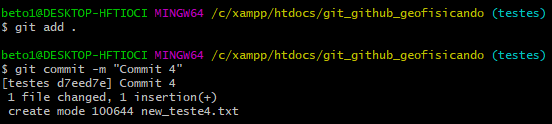 beto1@DESKTOP-HFTIOCI MINGW64 /c/xampp/htdocs/git_github_geofisicando (testes)
$ git add .
beto1@DESKTOP-HFTIOCI MINGW64 /c/xampp/htdocs/git_github_geofisicando (testes)
$ git commit -m "Commit 4"
[testes d7eed7e] Commit 4
 1 file changed, 1 insertion(+)
 create mode 100644 new_teste4.txt